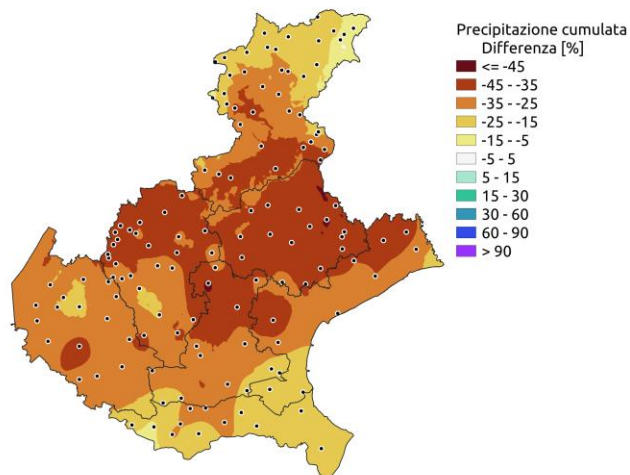 Precipitazione cumulata
Differenza [%]
<= -45
-45 - -35
-35 - -25
-25 - -15
-15 - -5
-5 - 5
5 - 15
15 - 30
30 - 60
60 - 90
> 90